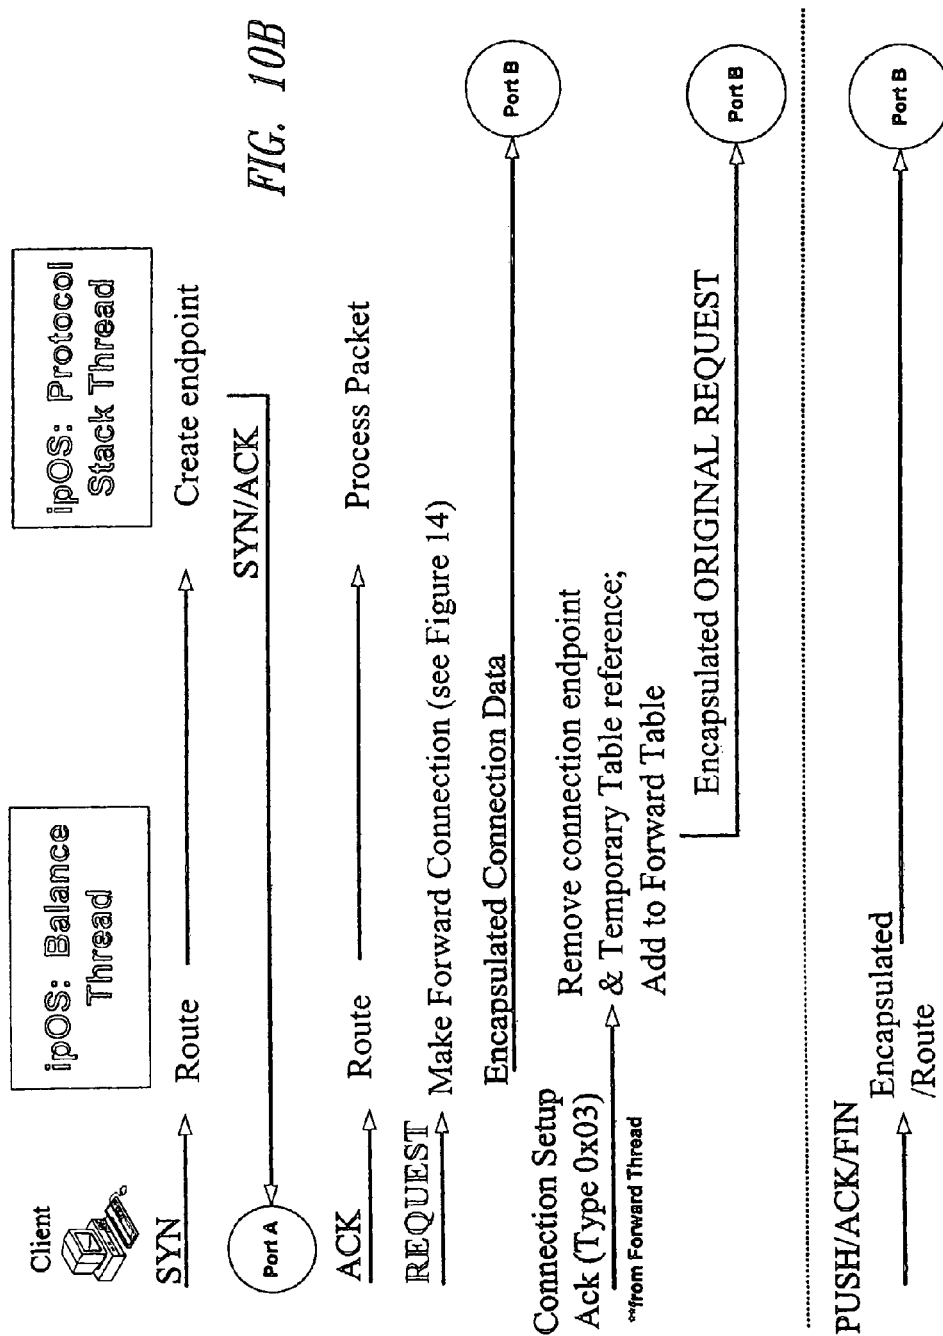 FIG. 10B
Client
ipOS: Balance
Thread
ipOS: Protocol
Stack Thread
SYN
Route
Create endpoint
SYN/ACK
Port A
ACK
Route
Process Packet
REQUEST
Make Forward Connection (see Figure 14)
Encapsulated Connection Data
Port B
Connection Setup
Ack (Type 0x03)
**from Forward Thread
Remove connection endpoint
& Temporary Table reference;
Add to Forward Table
Encapsulated ORIGINAL REQUEST
Port B
PUSH/ACK/FIN
Encapsulated
/Route
Port B